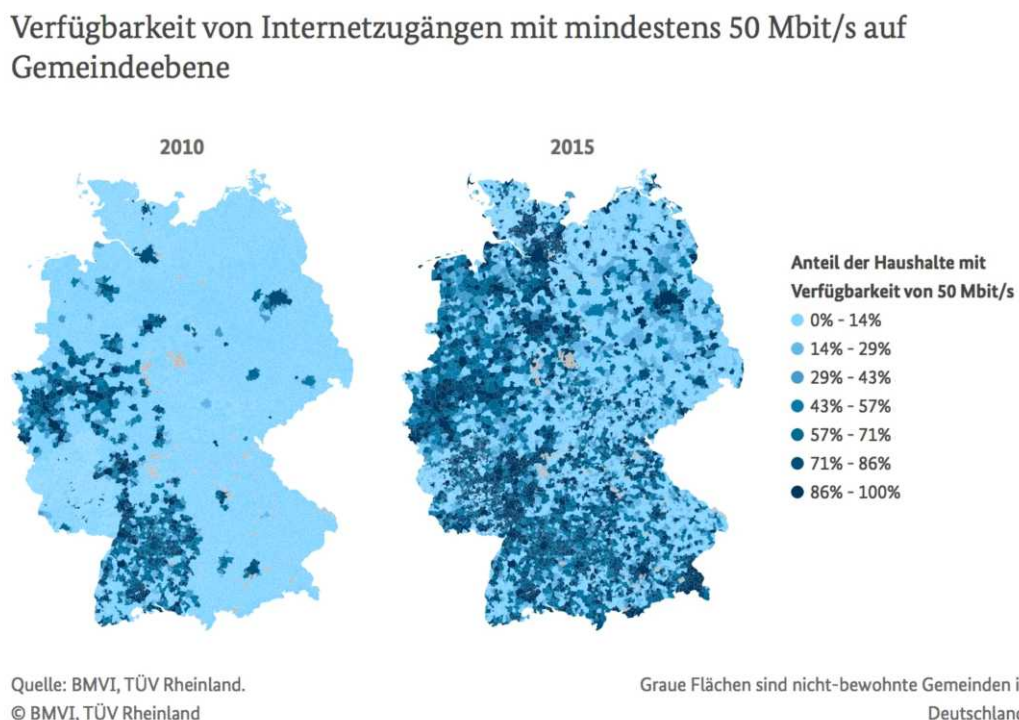 Verfügbarkeit von Internetzugängen mit mindestens 50 Mbit/s auf
Gemeindeebene
2010
2015
Anteil der Haushalte mit
Verfügbarkeit von 50 Mbit/s
0% - 14%
14% - 29%
29% - 43%
43% - 57%
57% - 71%
71% - 86%
86% - 100%
Quelle: BMVI, TÜV Rheinland.
© BMVI, TÜV Rheinland
Graue Flächen sind nicht-bewohnte Gemeinden i
Deutschland